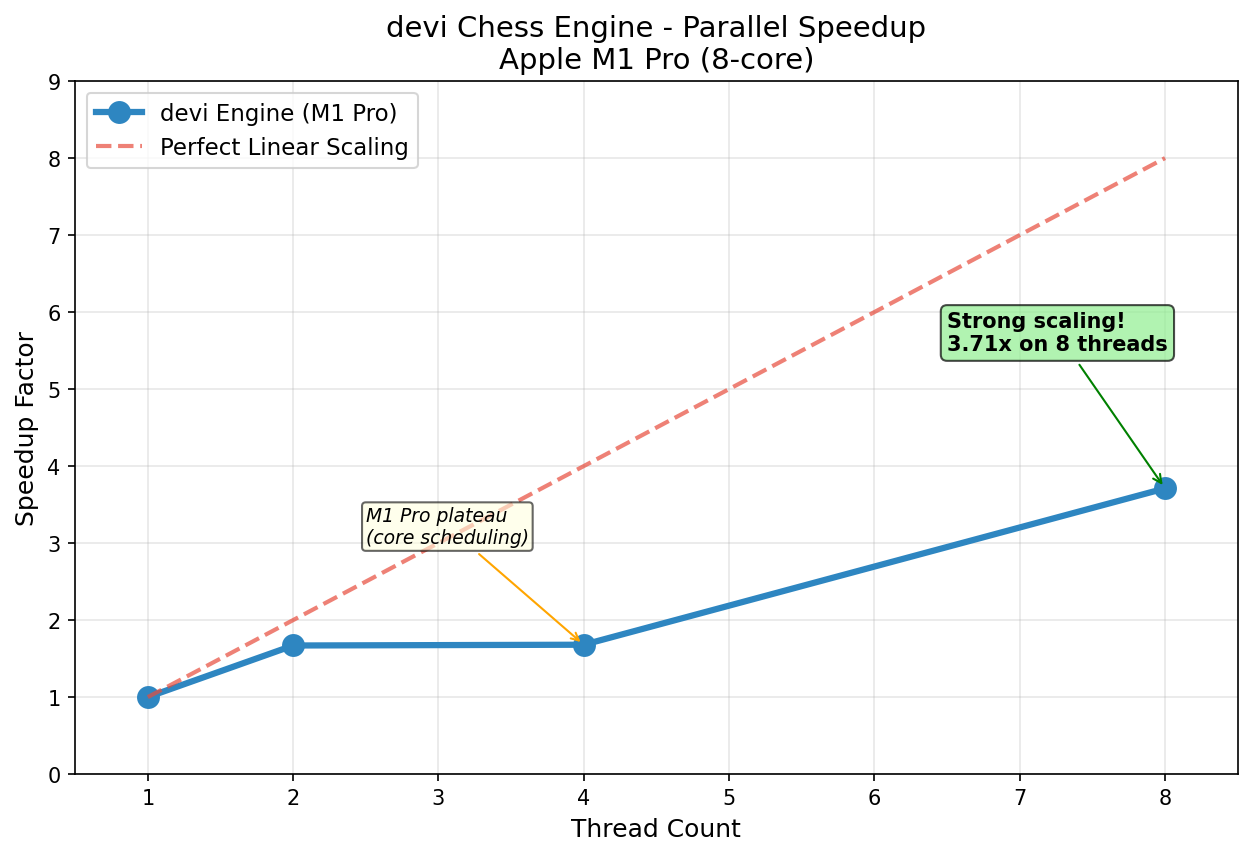 devi Chess Engine - Parallel Speedup
Apple M1 Pro (8-core)
devi Engine (M1 Pro)
Perfect Linear Scaling
Strong scaling!
3.71x on 8 threads
M1 Pro plateau
(core scheduling)
Speedup Factor
9
8
7
6
5
4
3
2
1
0
1 2 3 4 5 6 7 8
Thread Count